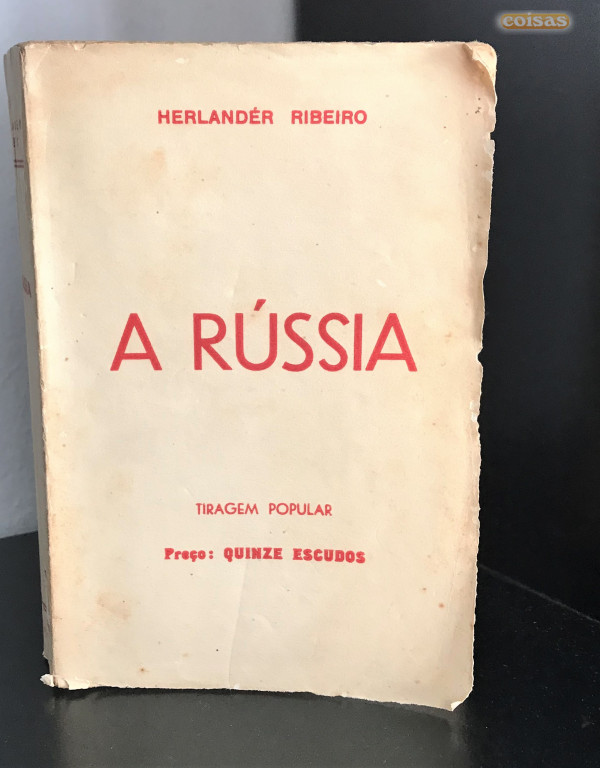 coisas
HERLANDÉR RIBEIRO
A RÚSSIA
TIRAGEM POPULAR
Preço: QUINZE ESCUDOS